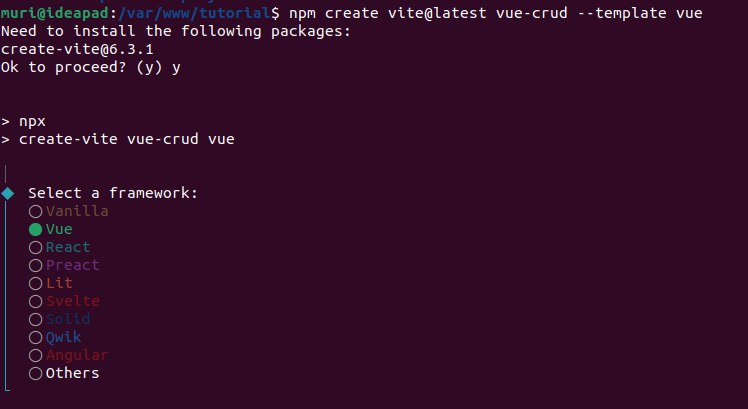 muri@ideapad:/var/www/tutorial$ npm create vite@latest vue-crud --template vue
Need to install the following packages:
create-vite@6.3.1
Ok to proceed? (y) y
> npx
> create-vite vue-crud vue
Select a framework:
Vanilla
Vue
React
Preact
Lit
Svelte
Solid
Qwik
Angular
Others